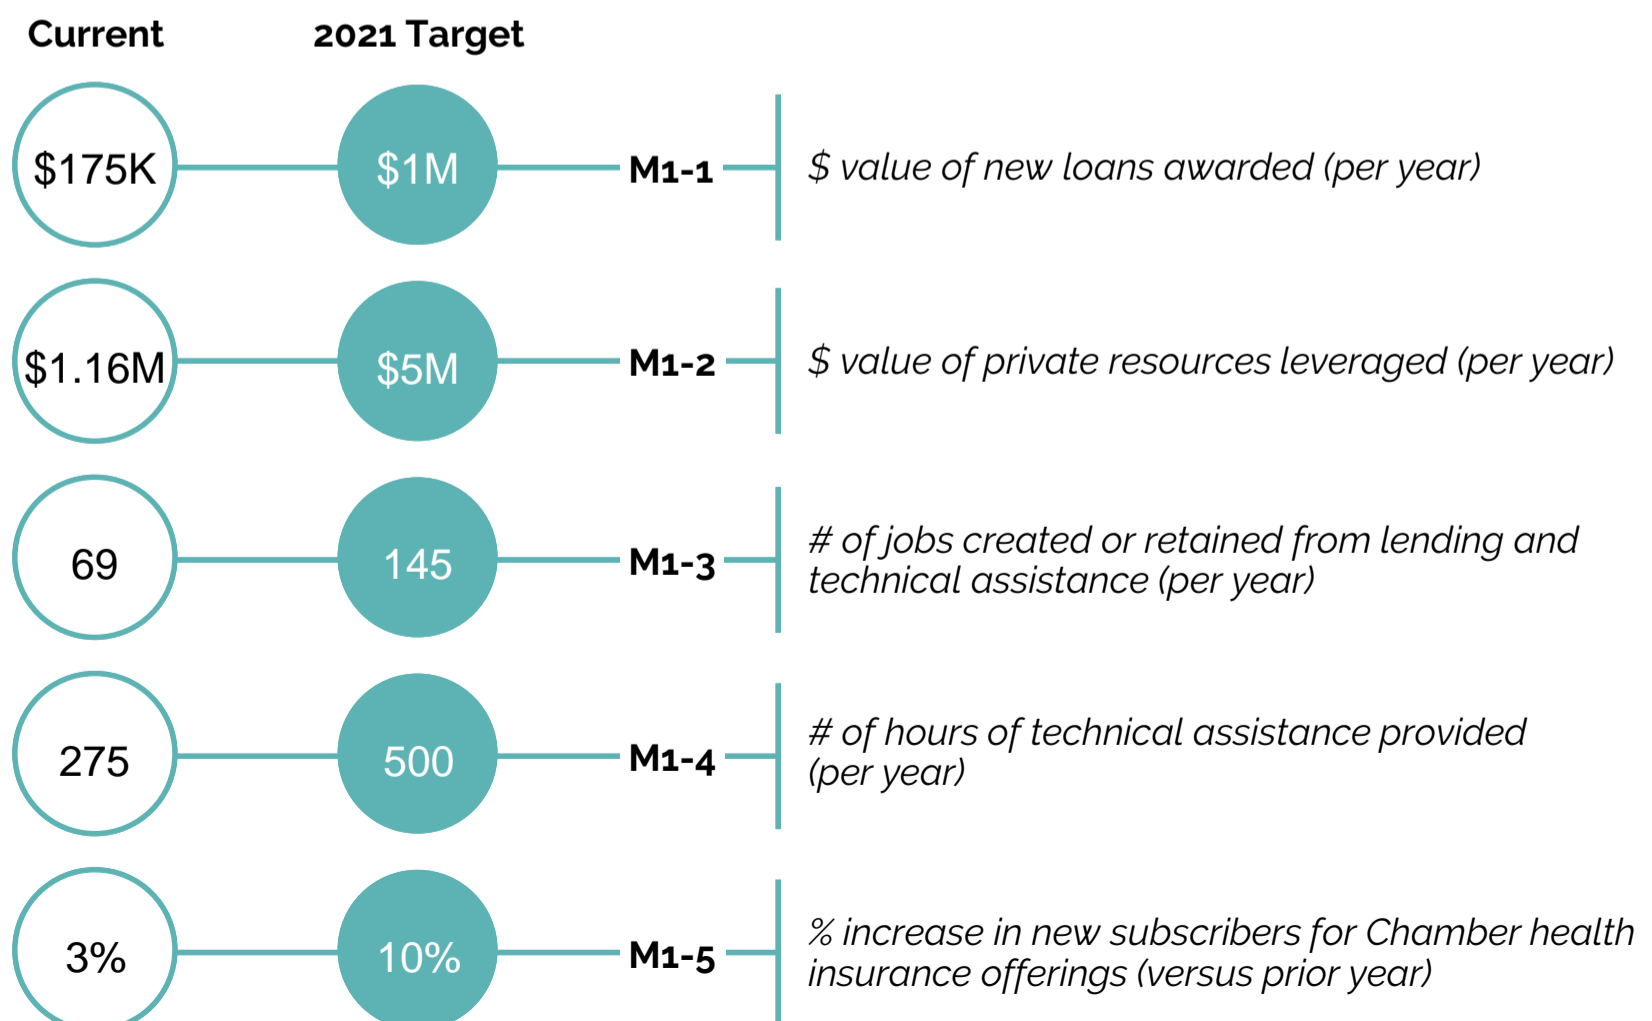 Current 2021 Target
$175K $1M M1-1 $ value of new loans awarded (per year)
$1.16M $5M M1-2 $ value of private resources leveraged (per year)
69 145 M1-3 # of jobs created or retained from lending and
technical assistance (per year)
275 500 M1-4 # of hours of technical assistance provided
(per year)
3% 10% M1-5 % increase in new subscribers for Chamber health
insurance offerings (versus prior year)